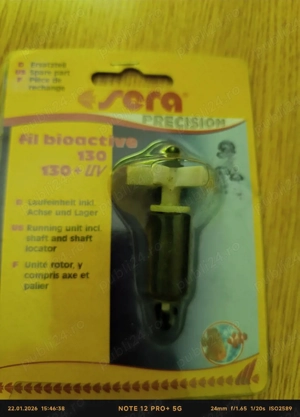 D Ersatzteil
GB Spare part
F Pièce de
rechange
sera
PRECISION
fil bioactive
130
130 + UV
D Laufeinheit inkl.
Achse und Lager
GB Running unit incl.
shaft and shaft
locator
F Unité rotor, y
compris axe et
palier
22.01.2026 15:46:38
NOTE 12 PRO+ 5G
24mm f/1.65 1/20s ISO2589